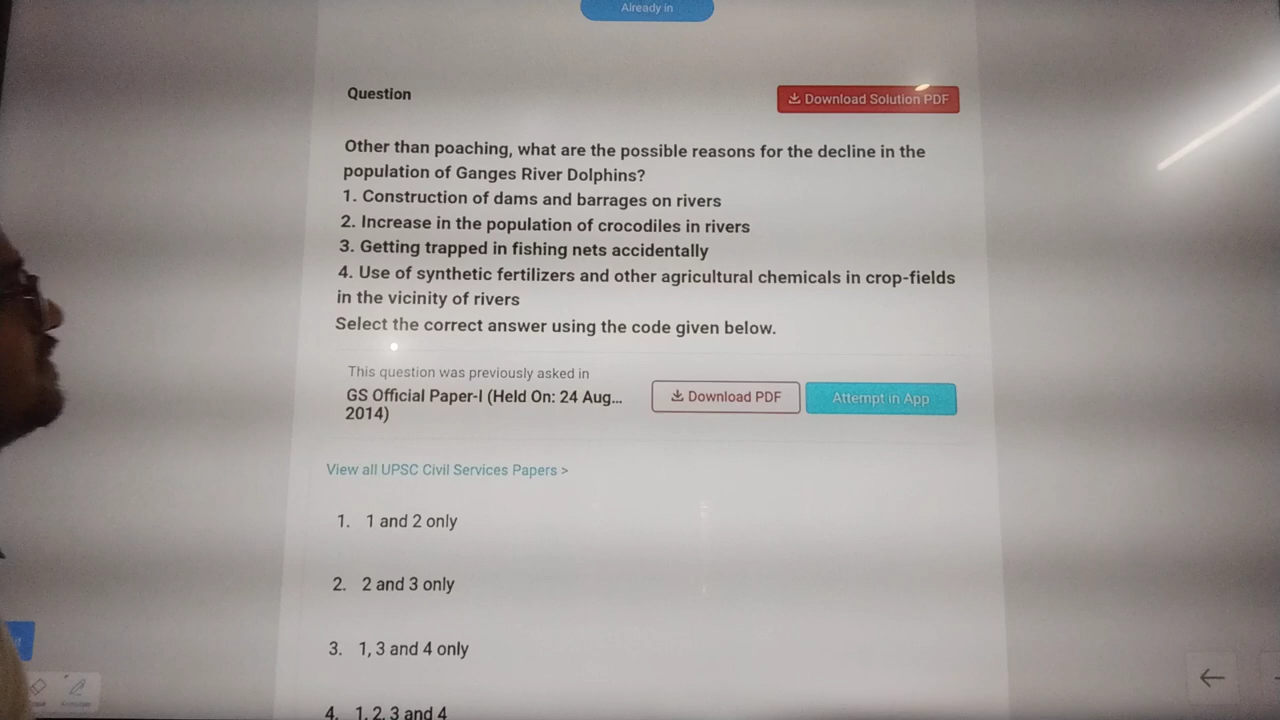 Already in
Question
Download Solution PDF
Other than poaching, what are the possible reasons for the decline in the
population of Ganges River Dolphins?
1. Construction of dams and barrages on rivers
2. Increase in the population of crocodiles in rivers
3. Getting trapped in fishing nets accidentally
4. Use of synthetic fertilizers and other agricultural chemicals in crop-fields
in the vicinity of rivers
Select the correct answer using the code given below.
This question was previously asked in
GS Official Paper-I (Held On: 24 Aug...
2014)
Download PDF
Attempt in App
View all UPSC Civil Services Papers >
1. 1 and 2 only
2. 2 and 3 only
3. 1, 3 and 4 only
4. 1, 2, 3 and 4